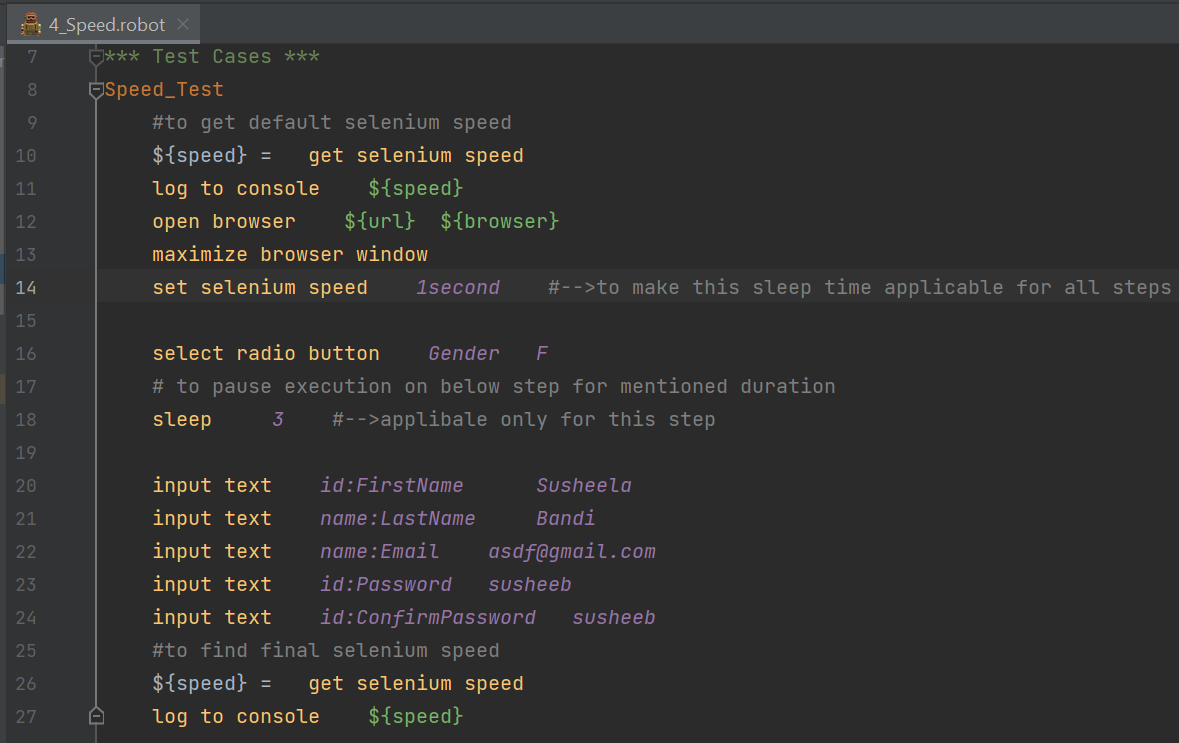 4_Speed.robot
7 *** Test Cases ***
8 Speed_Test
9 #to get default selenium speed
10 ${speed} =   get selenium speed
11 log to console    ${speed}
12 open browser    ${url}  ${browser}
13 maximize browser window
14 set selenium speed    1second    #-->to make this sleep time applicable for all steps
15
16 select radio button    Gender   F
17 # to pause execution on below step for mentioned duration
18 sleep     3    #-->applibale only for this step
19
20 input text    id:FirstName      Susheela
21 input text    name:LastName     Bandi
22 input text    name:Email    asdf@gmail.com
23 input text    id:Password   susheeb
24 input text    id:ConfirmPassword   susheeb
25 #to find final selenium speed
26 ${speed} =   get selenium speed
27 log to console    ${speed}